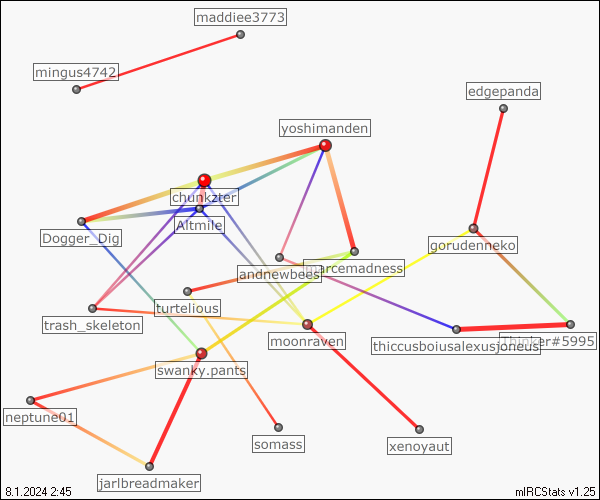 maddiee3773
mingus4742
edgepanda
yoshimanden
chunkzter
Altmile
Dogger_Dig
gorudenneko
andnewbees
marcemadness
turtelious
trash_skeleton
moonraven
thiccusboiusalexusjoneus
Thinker#5995
swanky.pants
neptune01
somass
xenoyaut
jarlbreadmaker
8.1.2024 2:45
mIRCStats v1.25